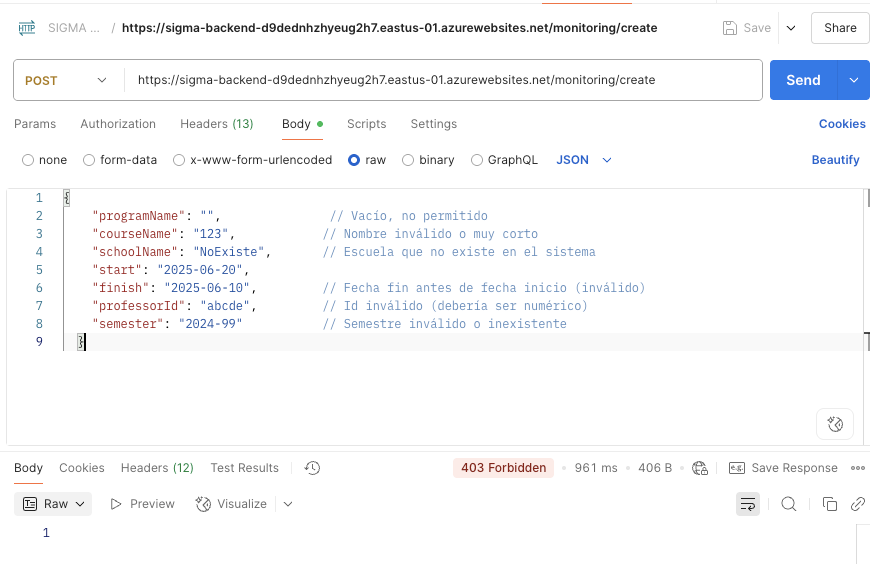 HTTP SIGMA ... / https://sigma-backend-d9dednhzhyeug2h7.eastus-01.azurewebsites.net/monitoring/create Save Share
POST https://sigma-backend-d9dednhzhyeug2h7.eastus-01.azurewebsites.net/monitoring/create Send
Params Authorization Headers (13) Body Scripts Settings Cookies
none form-data x-www-form-urlencoded raw binary GraphQL JSON Beautify
1 {
2 "programName": "", // Vacío, no permitido
3 "courseName": "123", // Nombre inválido o muy corto
4 "schoolName": "NoExiste", // Escuela que no existe en el sistema
5 "start": "2025-06-20",
6 "finish": "2025-06-10", // Fecha fin antes de fecha inicio (inválido)
7 "professorId": "abcde", // Id inválido (debería ser numérico)
8 "semester": "2024-99" // Semestre inválido o inexistente
9 }
Body Cookies Headers (12) Test Results 403 Forbidden 961 ms 406 B e.g. Save Response
Raw Preview Visualize
1